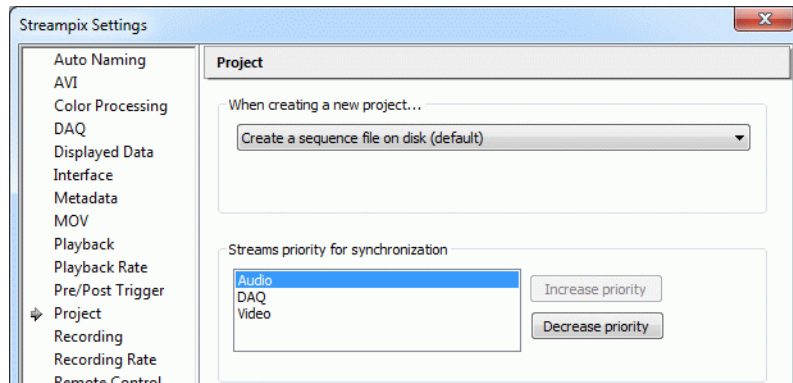 Streampix Settings
Auto Naming
AVI
Color Processing
DAQ
Displayed Data
Interface
Metadata
MOV
Playback
Playback Rate
Pre/Post Trigger
Project
Recording
Recording Rate
Remote Control
Project
When creating a new project...
Create a sequence file on disk (default)
Streams priority for synchronization
Audio
DAQ
Video
Increase priority
Decrease priority